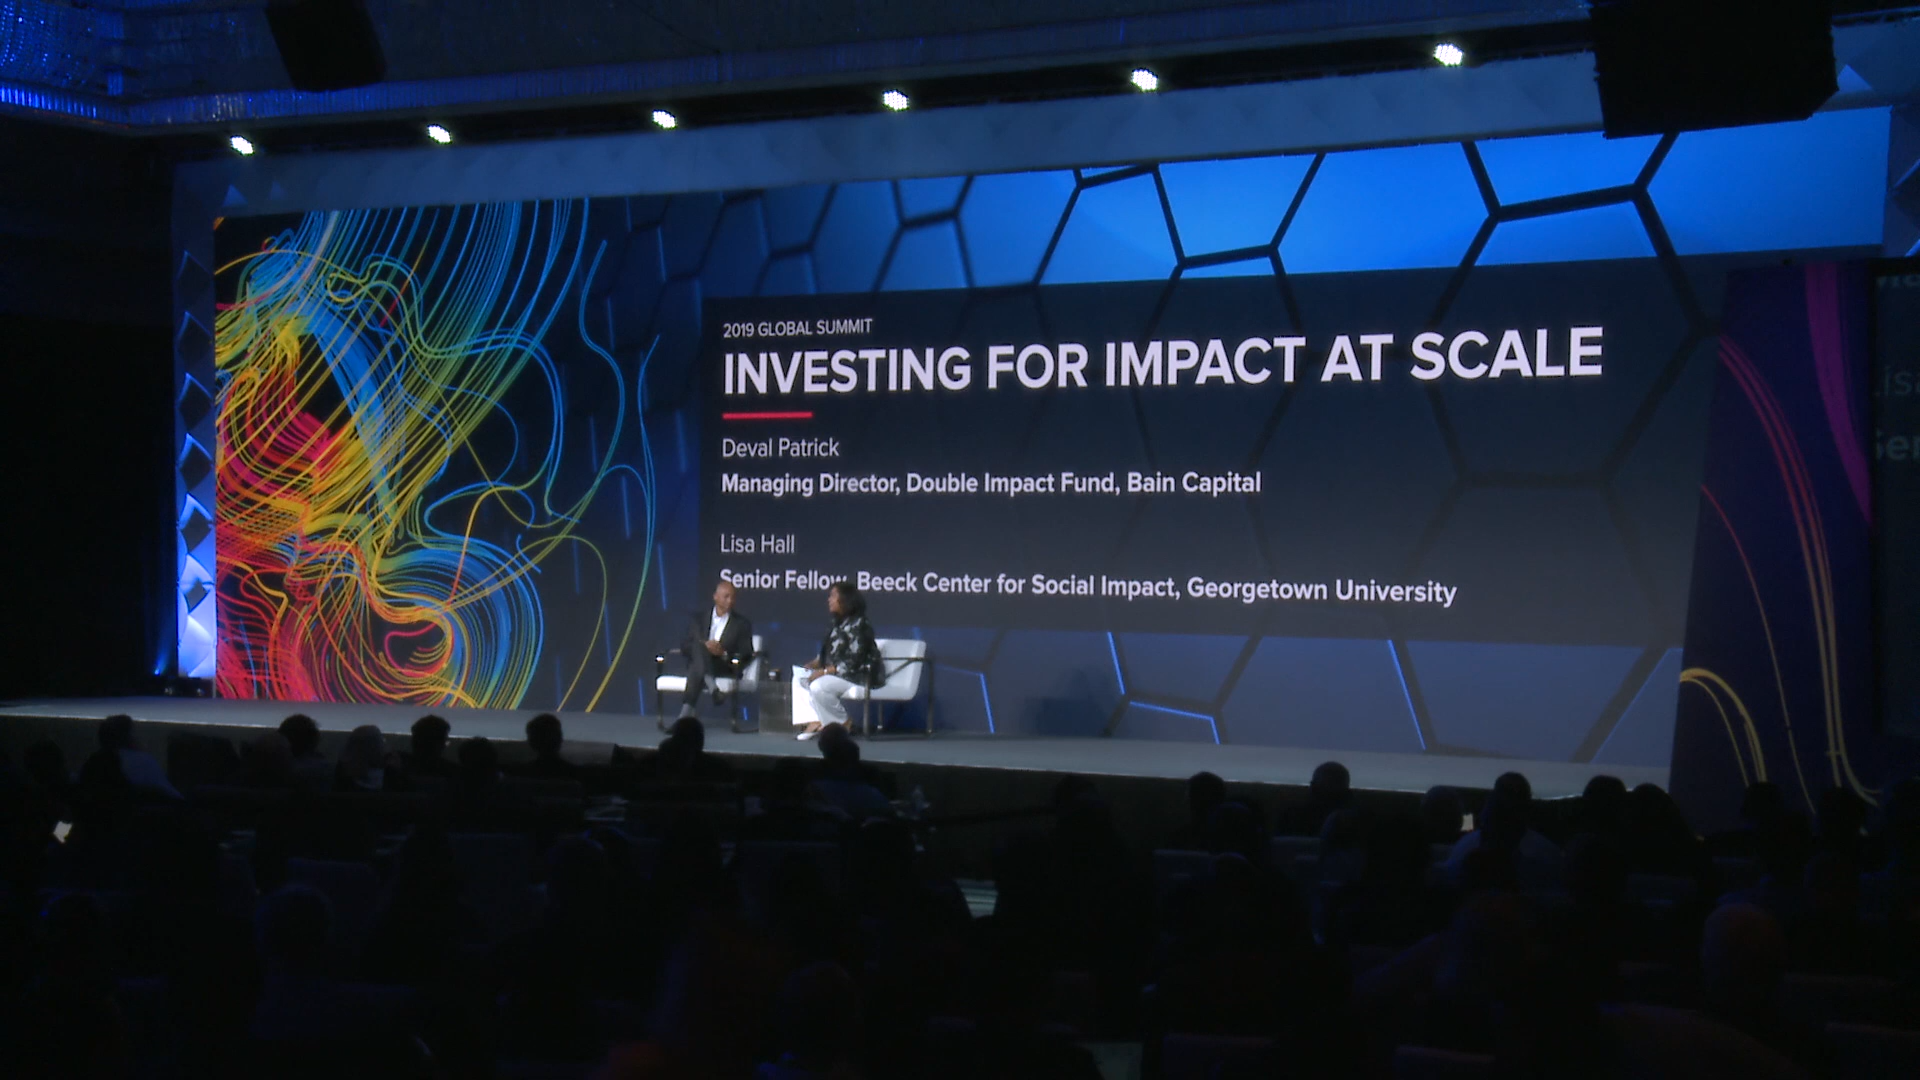 2019 GLOBAL SUMMIT
INVESTING FOR IMPACT AT SCALE
Deval Patrick
Managing Director, Double Impact Fund, Bain Capital
Lisa Hall
Senior Fellow, Beeck Center for Social Impact, Georgetown University